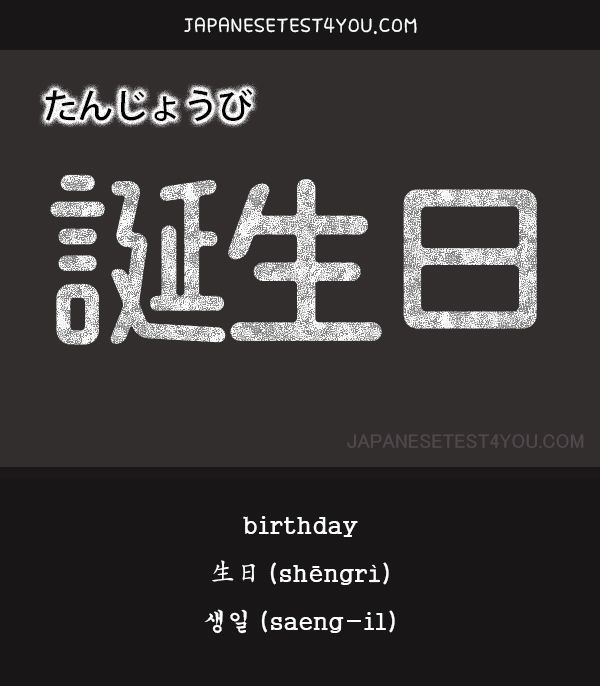 JAPANESETEST4YOU.COM
たんじょうび
誕生日
JAPANESETEST4YOU.COM
birthday
生日 (shēngrì)
생일 (saeng-il)